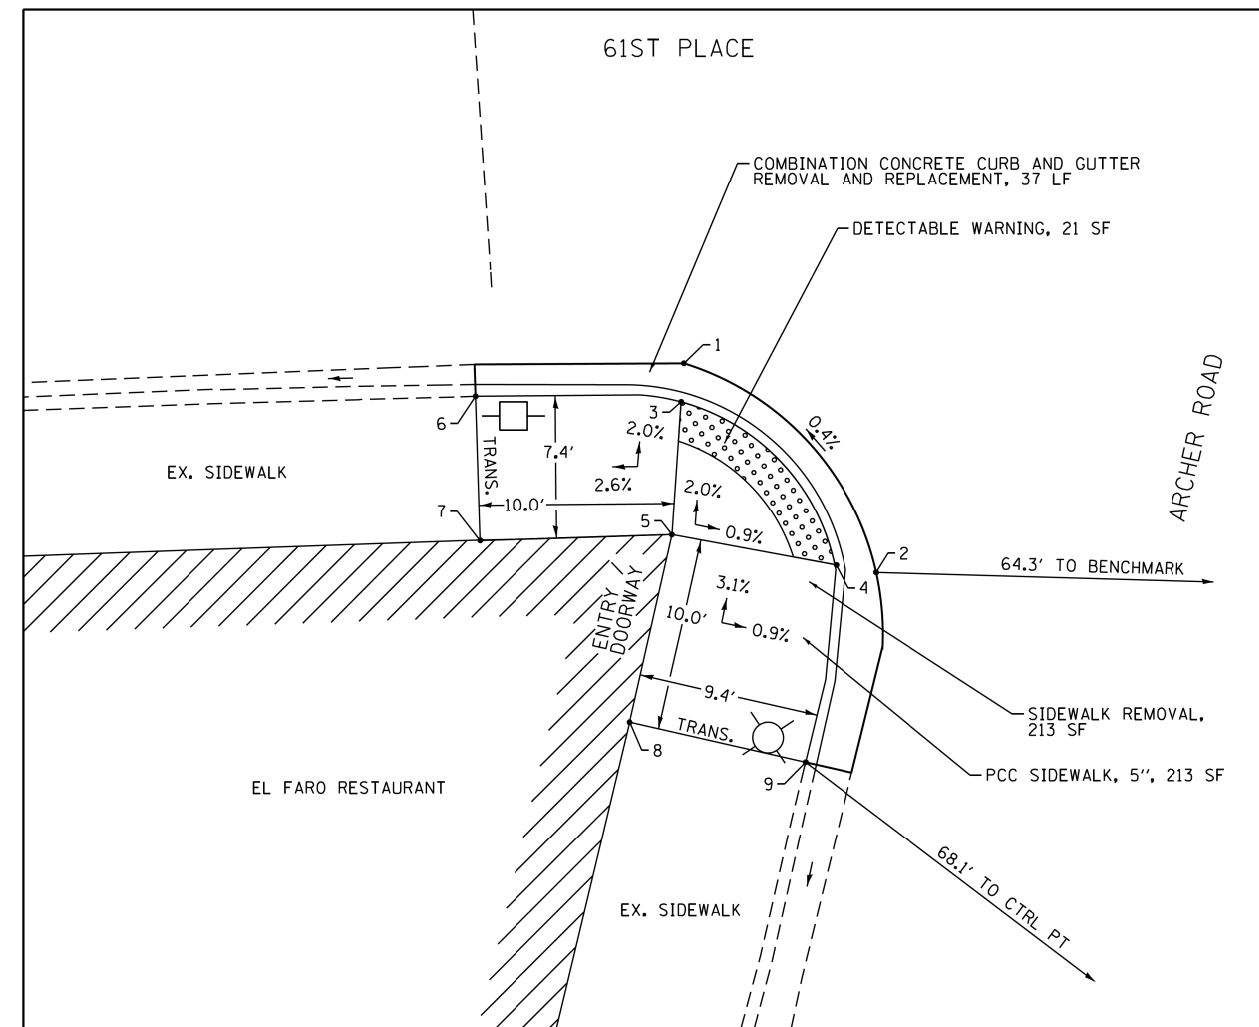 61ST PLACE
COMBINATION CONCRETE CURB AND GUTTER
REMOVAL AND REPLACEMENT, 37 LF
DETECTABLE WARNING, 21 SF
1
ARCHER ROAD
0.4%
6
3
TRANS.
7.4'
2.0%
EX. SIDEWALK
2.6%
2.0%
10.0'
7
5
0.9%
2
64.3' TO BENCHMARK
4
3.1%
ENTRY /
DOORWAY
10.0'
0.9%
9.4'
SIDEWALK REMOVAL,
213 SF
TRANS.
8
PCC SIDEWALK, 5", 213 SF
9
EL FARO RESTAURANT
68.1' TO CTRL PT
EX. SIDEWALK